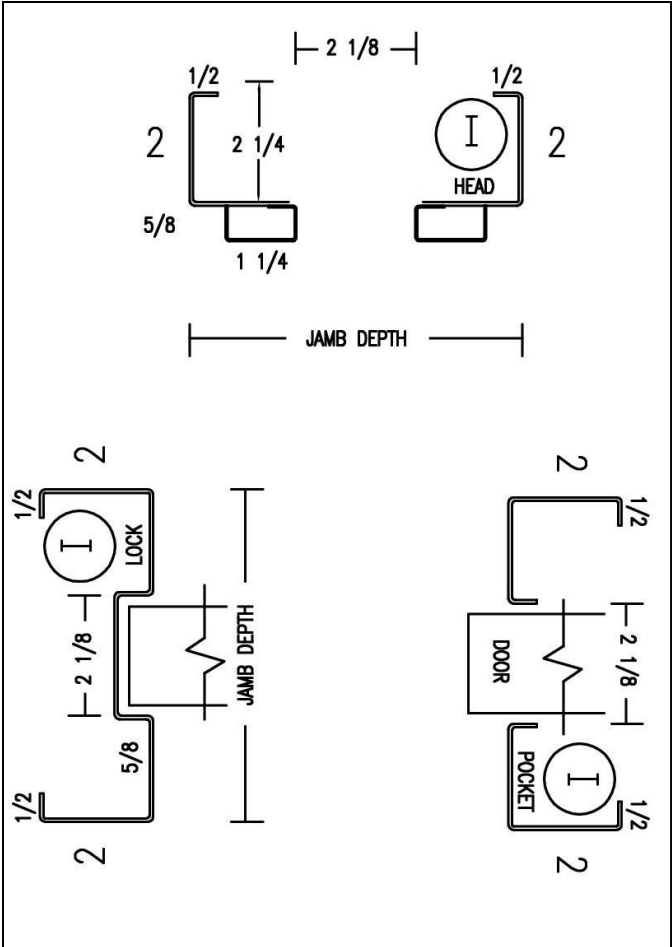 2 1/8
1/2
1/2
2
2 1/4
I
2
HEAD
5/8
1 1/4
JAMB DEPTH
2
2
1/2
I
LOCK
1/2
2 1/8
JAMB DEPTH
DOOR
2 1/8
5/8
POCKET
I
1/2
1/2
2
2